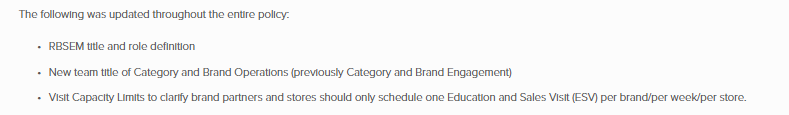 The following was updated throughout the entire policy:
• RBSEM title and role definition
• New team title of Category and Brand Operations (previously Category and Brand Engagement)
• Visit Capacity Limits to clarify brand partners and stores should only schedule one Education and Sales Visit (ESV) per brand/per week/per store.